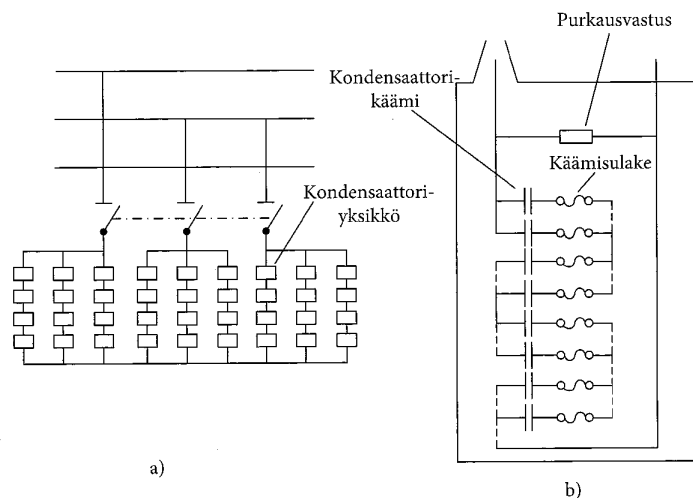 Purkausvastus
Kondensaattori-
käämi
Käämisulake
Kondensaattori-
yksikkö
a)
b)